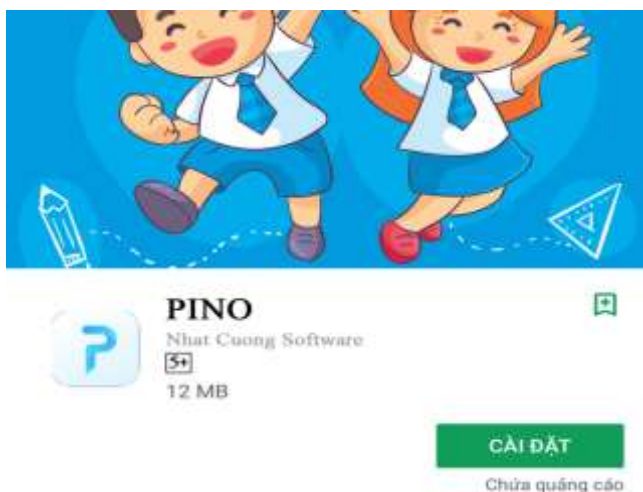 PINO
Nhat Cuong Software
5+
12 MB
CÀI ĐẶT
Chứa quảng cáo